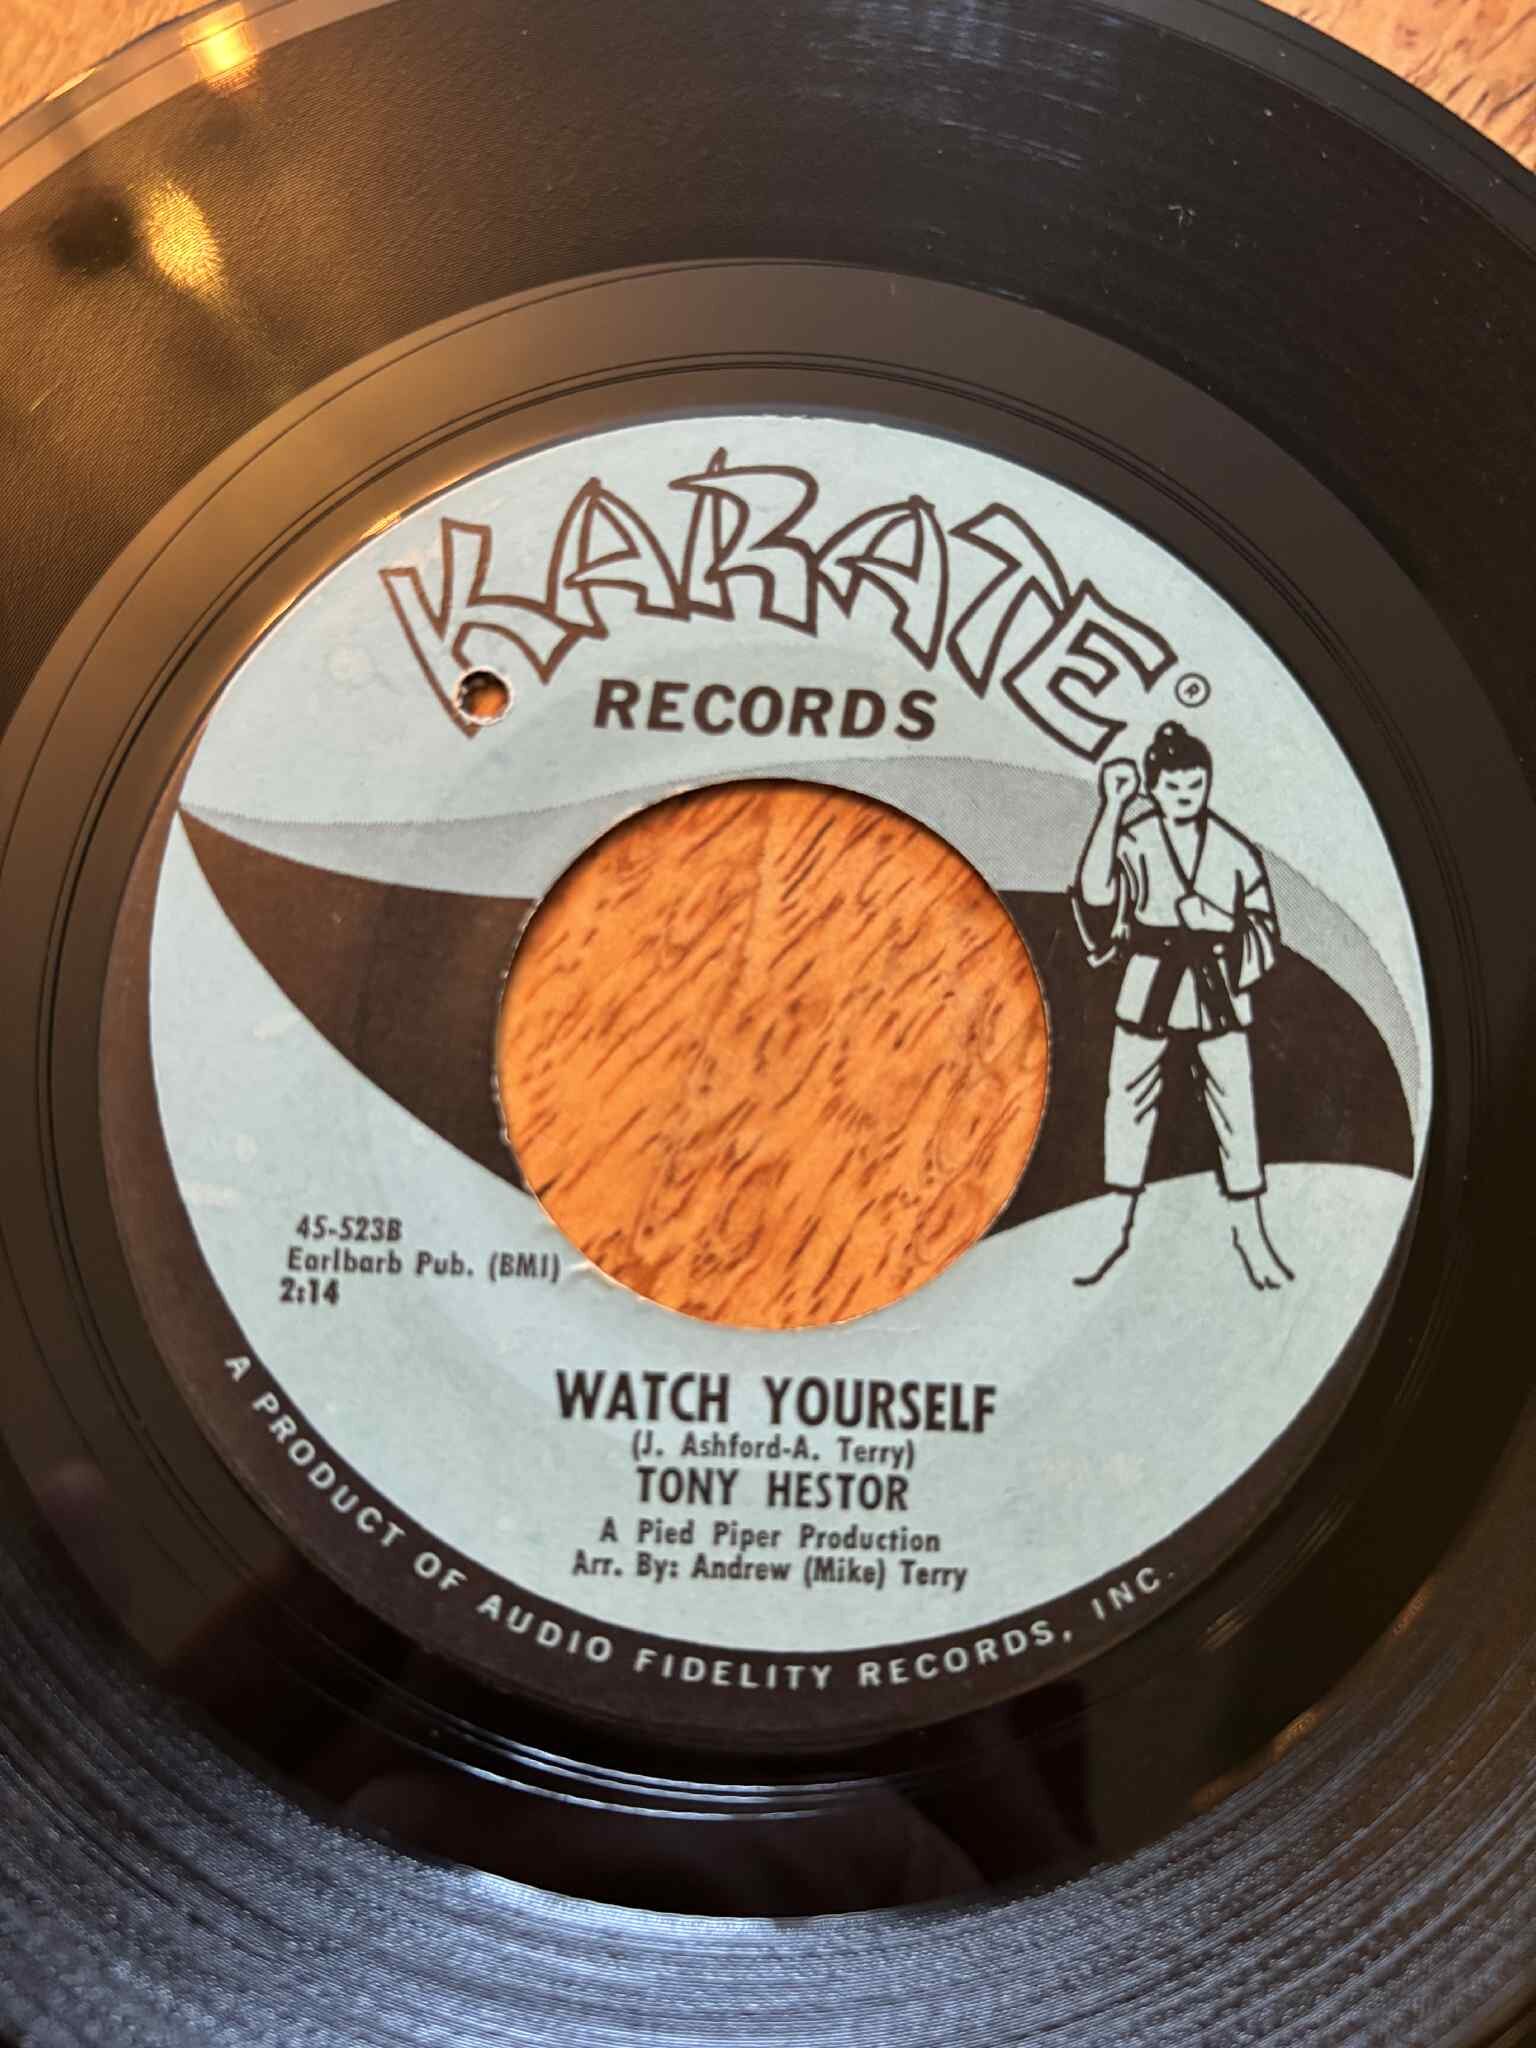 KARATE®
RECORDS
45-523B
Earlbarb Pub. (BMI)
2:14
WATCH YOURSELF
(J. Ashford-A. Terry)
TONY HESTOR
A Pied Piper Production
Arr. By: Andrew (Mike) Terry
A PRODUCT OF AUDIO FIDELITY RECORDS, INC.